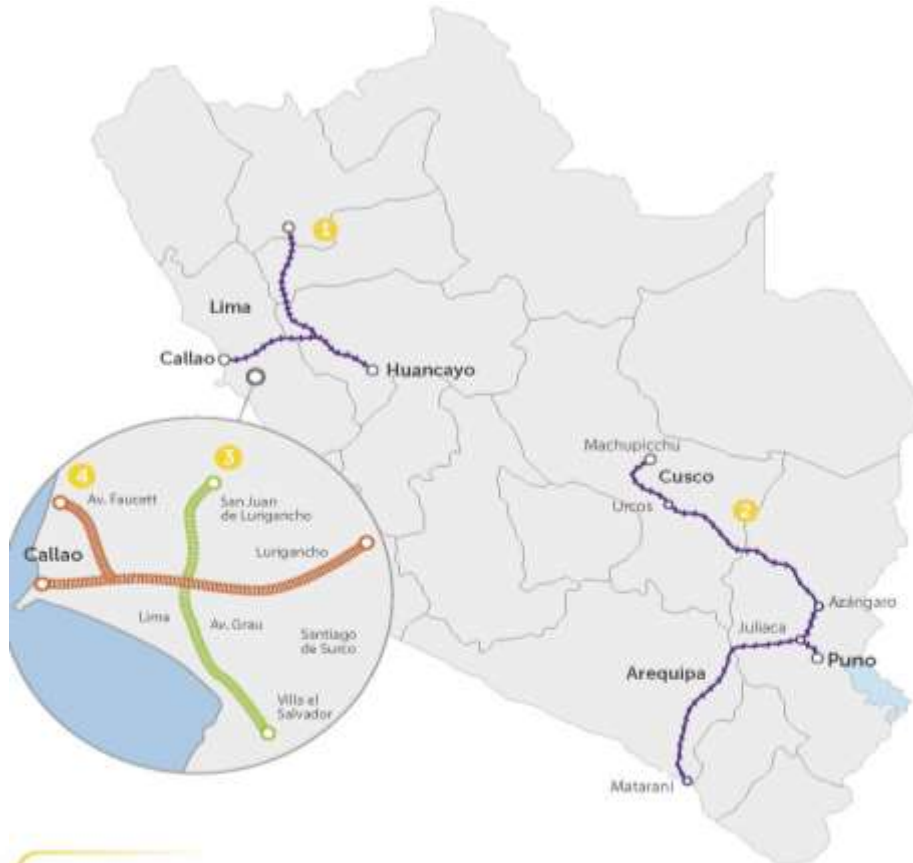 1
Lima
Callao
Huancayo
Machupicchu
Cusco
Urcos
2
Azángaro
Juliaca
Puno
Arequipa
Matarani
4
3
Av. Faucett
San Juan
de Lurigancho
Callao
Lurigancho
Lima
Av. Grau
Santiago
de Surco
Villa el
Salvador